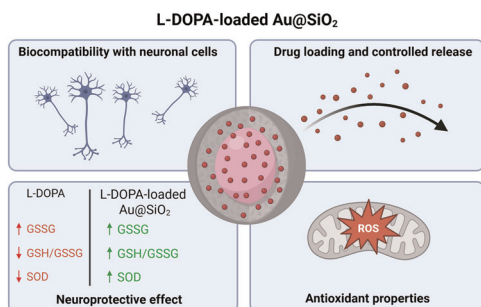 L-DOPA-loaded Au@SiO₂
Biocompatibility with neuronal cells
Drug loading and controlled release
L-DOPA
L-DOPA-loaded
Au@SiO₂
↑ GSSG
↓ GSH/GSSG
↓ SOD
↑ GSSG
↑ GSH/GSSG
↑ SOD
Neuroprotective effect
ROS
Antioxidant properties